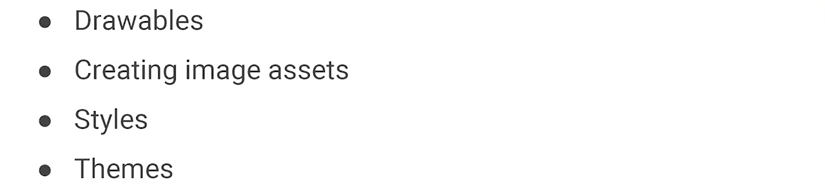 ● Drawables
● Creating image assets
● Styles
● Themes